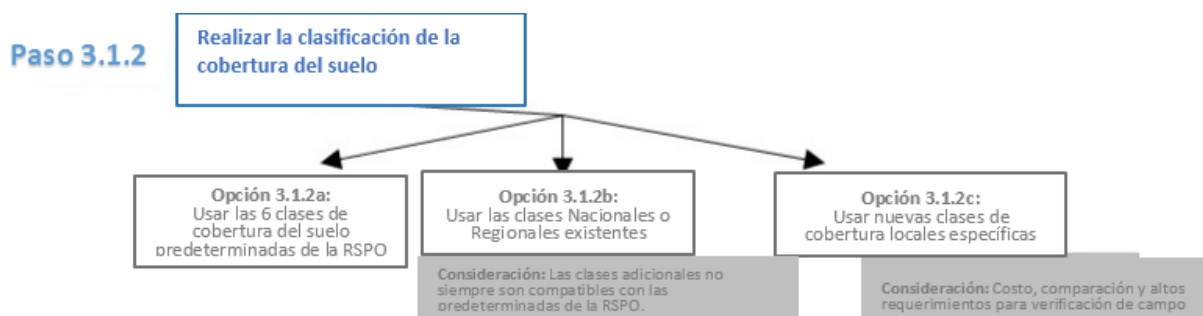 Paso 3.1.2
Realizar la clasificación de la
cobertura del suelo
Opción 3.1.2a:
Usar las 6 clases de
cobertura del suelo
predeterminadas de la RSPO
Opción 3.1.2b:
Usar las clases Nacionales o
Regionales existentes
Consideración: Las clases adicionales no
siempre son compatibles con las
predeterminadas de la RSPO.
Opción 3.1.2c:
Usar nuevas clases de
cobertura locales específicas
Consideración: Costo, comparación y altos
requerimientos para verificación de campo